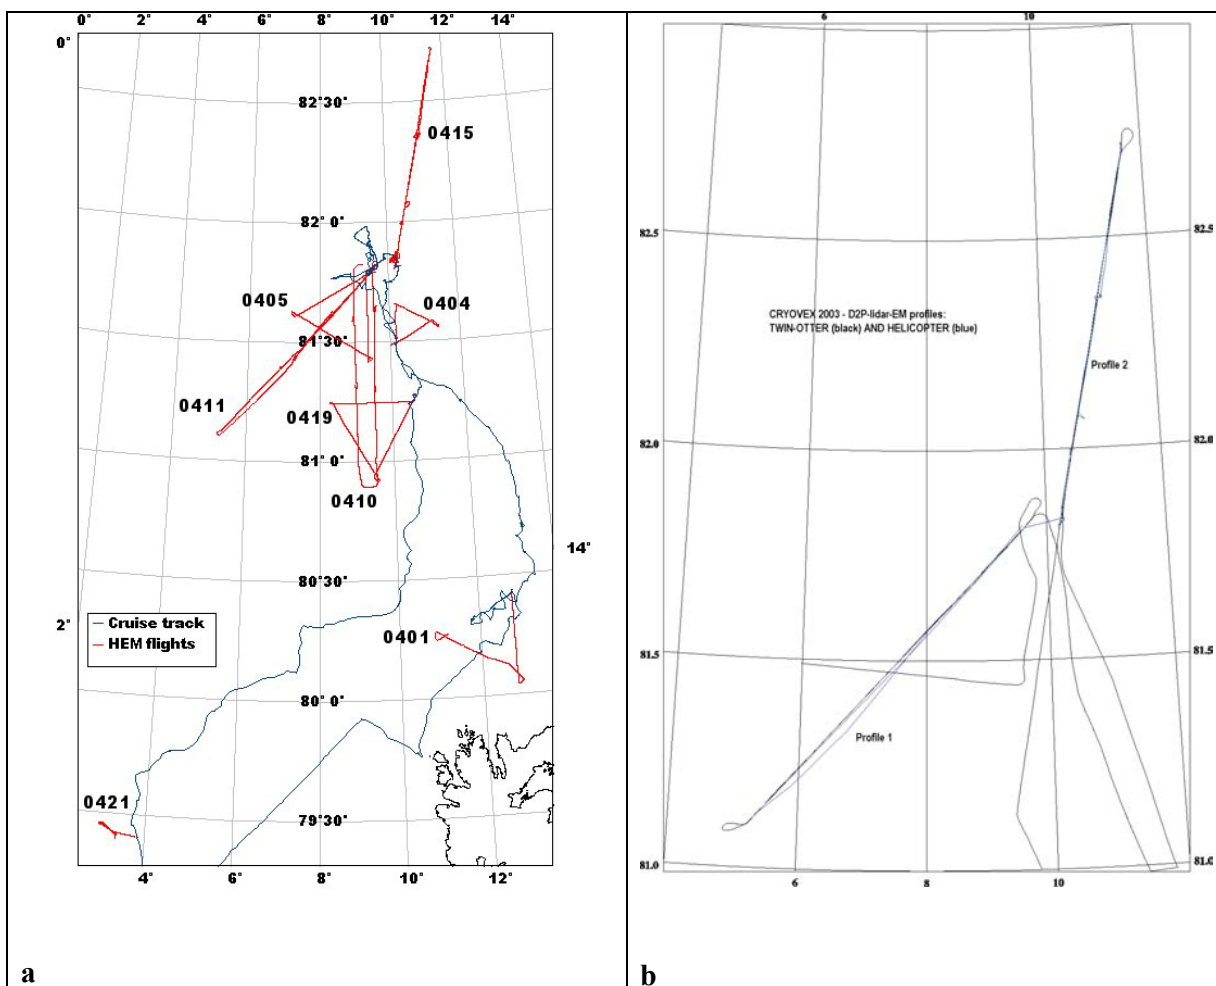 0° 2° 4° 6° 8° 10° 12° 14°
0°
82°30'
0415
82° 0'
0405
0404
81°30'
0411
0419
81° 0'
0410
14°
80°30'
Cruise track
HEM flights
2°
0401
80° 0'
0421
79°30'
4° 6° 8° 10° 12°
a
6 10
82.5 82.5
CRYOVEX 2003 - D2P-lidar-EM profiles:
TWIN-OTTER (black) AND HELICOPTER (blue)
Profile 2
82.0 82.0
81.5 81.5
Profile 1
81.0 81.0
6 8 10
b